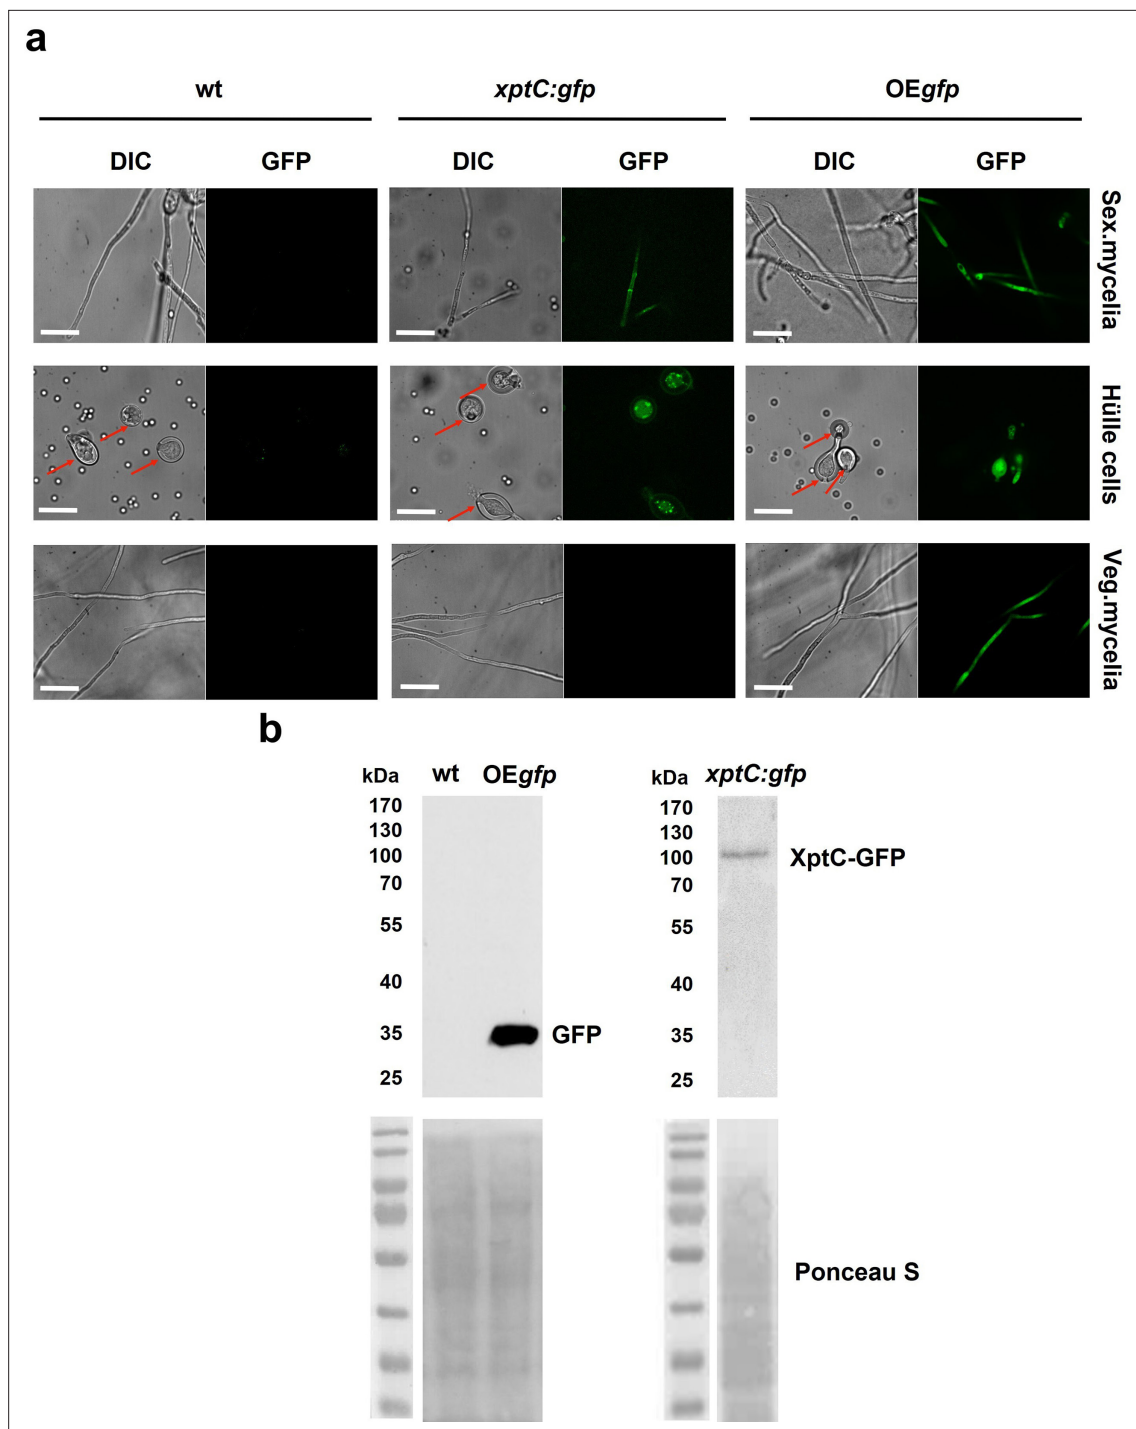 a
wt xptC:gfp OEgfp
DIC GFP DIC GFP DIC GFP
Sex.mycelia
Hülle cells
Veg.mycelia
b
kDa wt OEgfp kDa xptC:gfp
170 170
130 130
100 100 XptC-GFP
70 70
55 55
40 40
35 GFP 35
25 25
Ponceau S